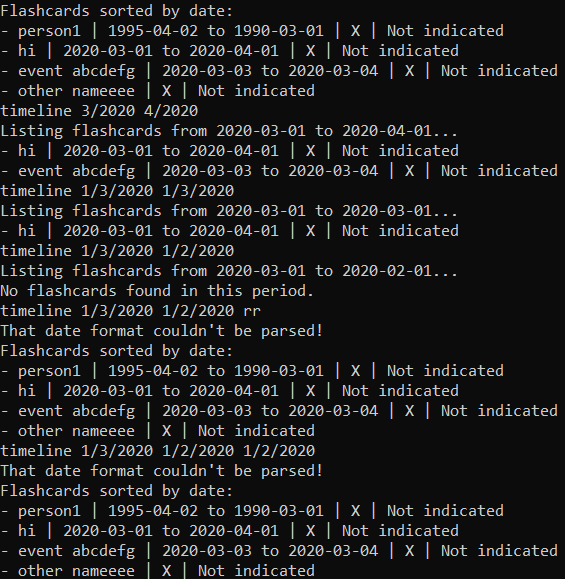 Flashcards sorted by date:
- person1 | 1995-04-02 to 1990-03-01 | X | Not indicated
- hi | 2020-03-01 to 2020-04-01 | X | Not indicated
- event abcdefg | 2020-03-03 to 2020-03-04 | X | Not indicated
- other nameeee | X | Not indicated
timeline 3/2020 4/2020
Listing flashcards from 2020-03-01 to 2020-04-01...
- hi | 2020-03-01 to 2020-04-01 | X | Not indicated
- event abcdefg | 2020-03-03 to 2020-03-04 | X | Not indicated
timeline 1/3/2020 1/3/2020
Listing flashcards from 2020-03-01 to 2020-03-01...
- hi | 2020-03-01 to 2020-04-01 | X | Not indicated
timeline 1/3/2020 1/2/2020
Listing flashcards from 2020-03-01 to 2020-02-01...
No flashcards found in this period.
timeline 1/3/2020 1/2/2020 rr
That date format couldn't be parsed!
Flashcards sorted by date:
- person1 | 1995-04-02 to 1990-03-01 | X | Not indicated
- hi | 2020-03-01 to 2020-04-01 | X | Not indicated
- event abcdefg | 2020-03-03 to 2020-03-04 | X | Not indicated
- other nameeee | X | Not indicated
timeline 1/3/2020 1/2/2020 1/2/2020
That date format couldn't be parsed!
Flashcards sorted by date:
- person1 | 1995-04-02 to 1990-03-01 | X | Not indicated
- hi | 2020-03-01 to 2020-04-01 | X | Not indicated
- event abcdefg | 2020-03-03 to 2020-03-04 | X | Not indicated
- other nameeee | X | Not indicated